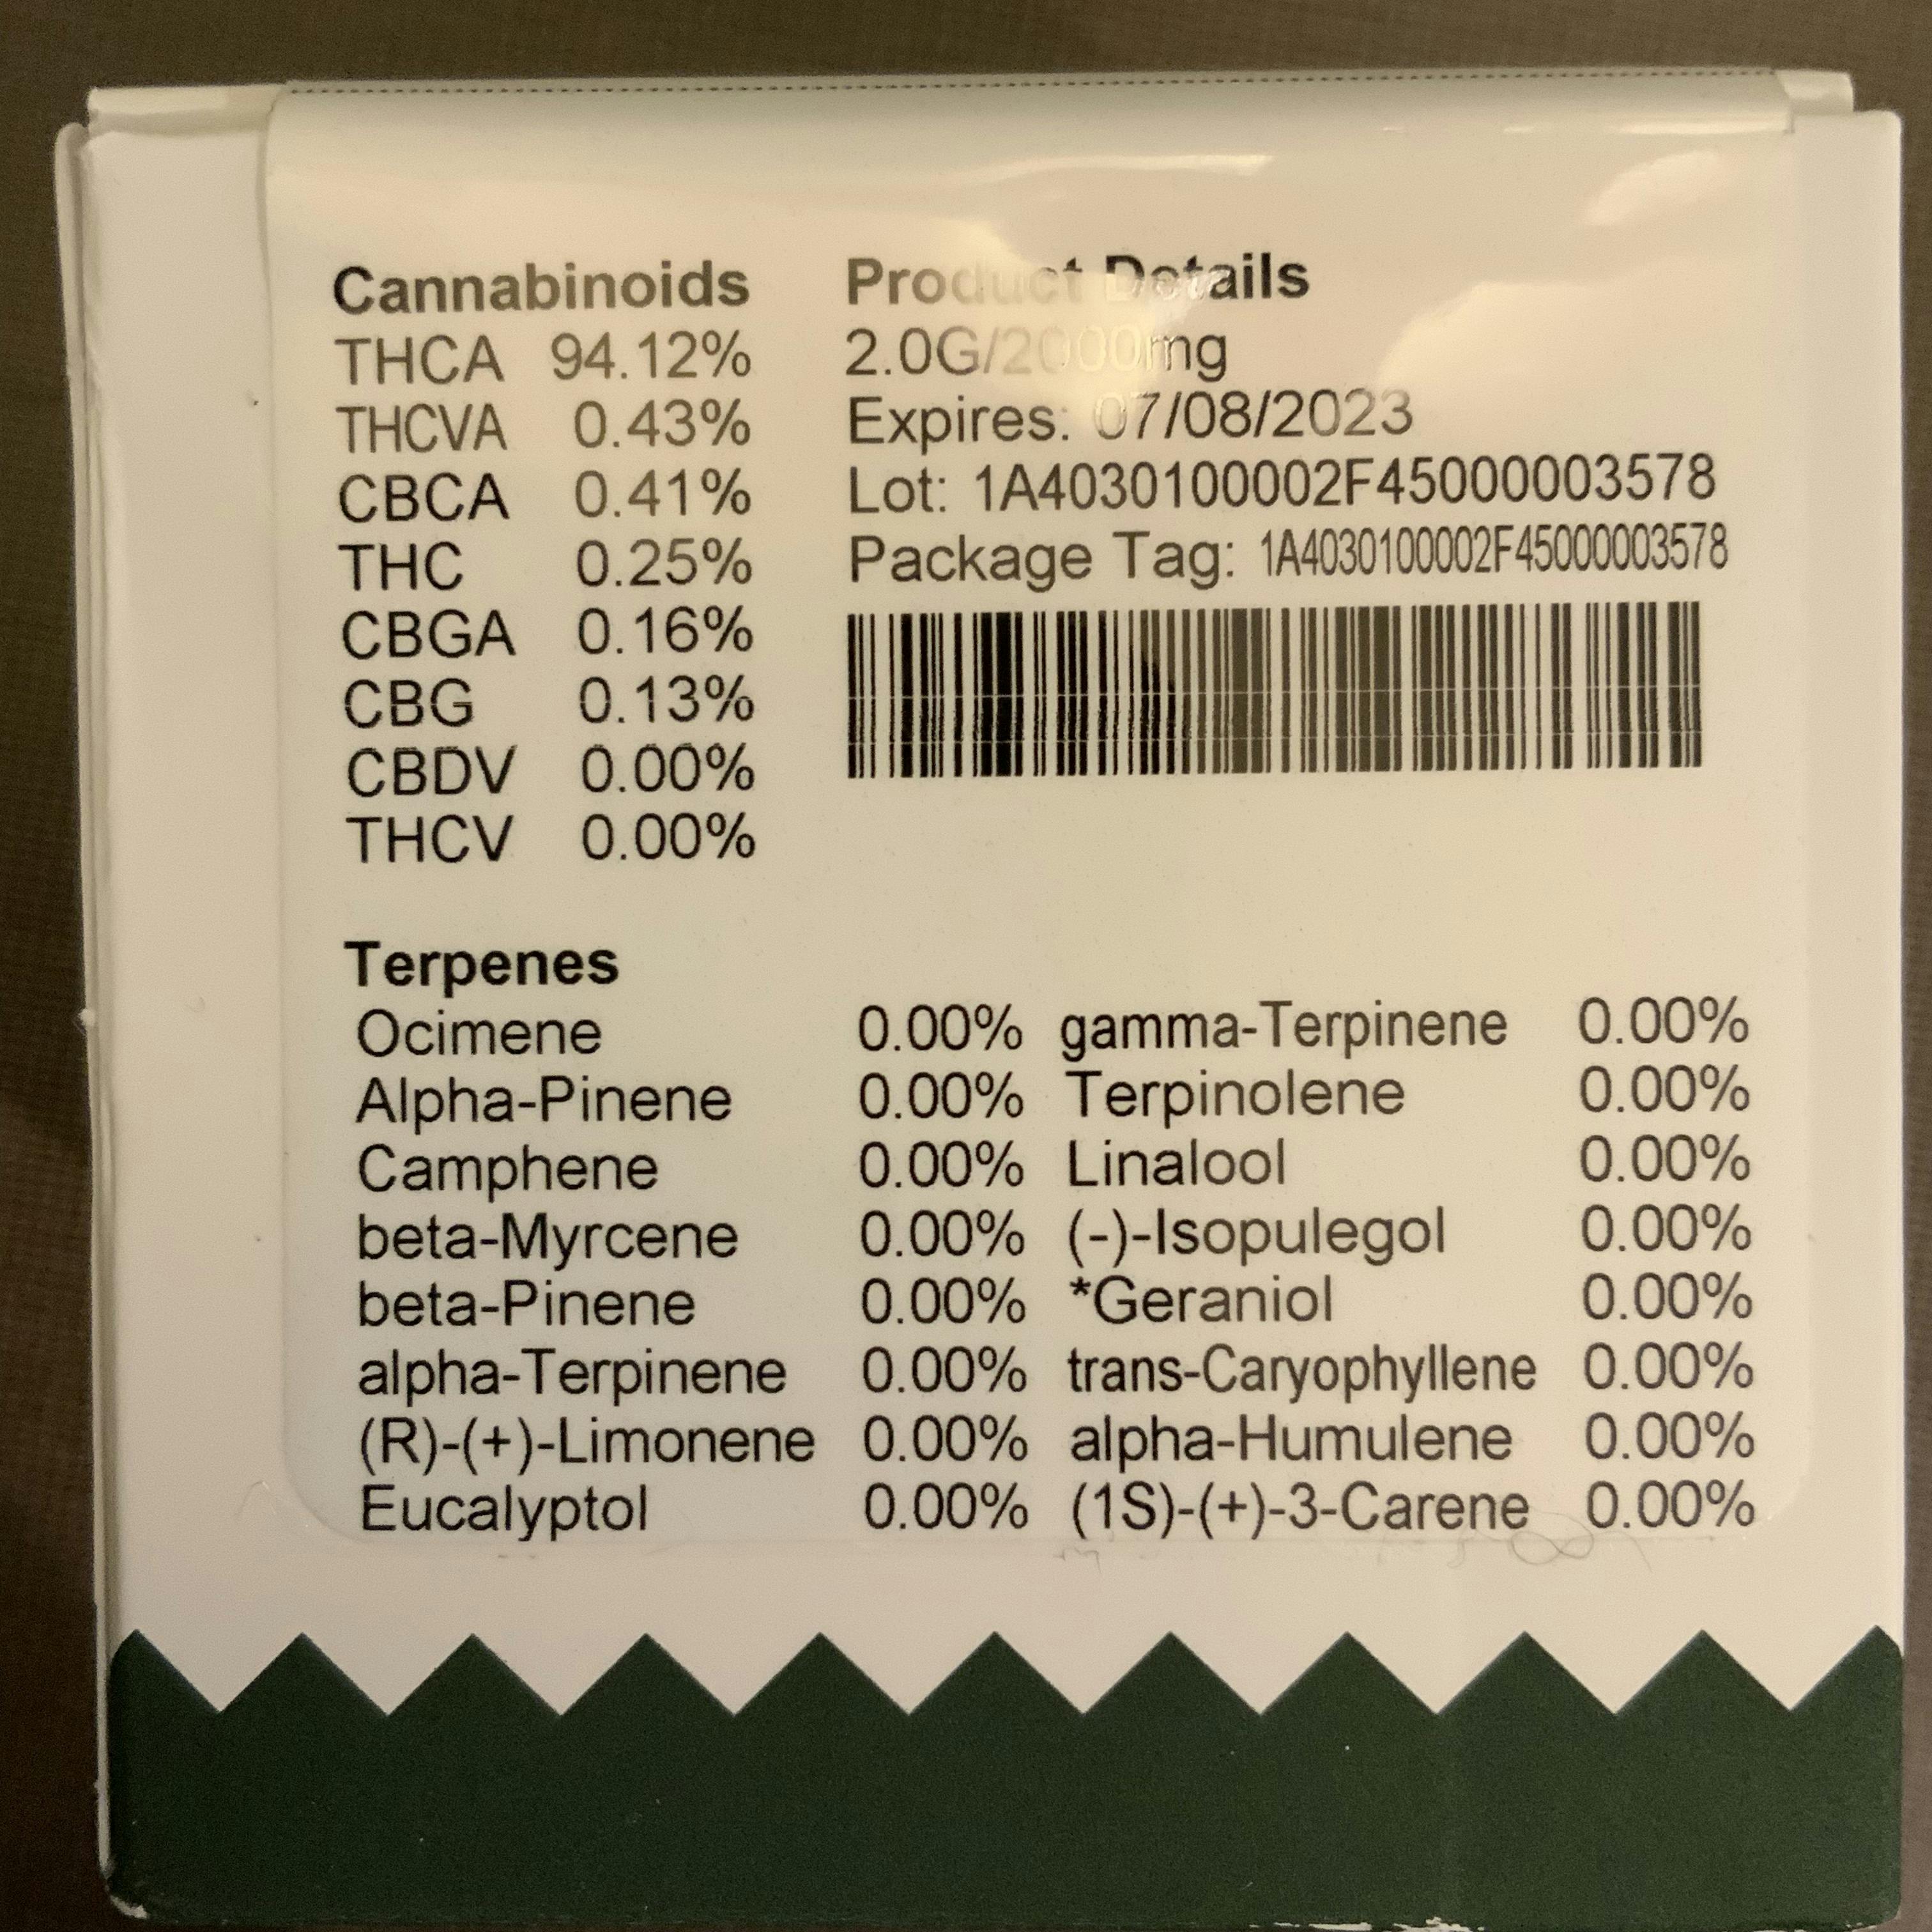 Cannabinoids
THCA 94.12%
THCVA 0.43%
CBCA 0.41%
THC 0.25%
CBGA 0.16%
CBG 0.13%
CBDV 0.00%
THCV 0.00%
Product Details
2.0G/2000mg
Expires: 07/08/2023
Lot: 1A4030100002F45000003578
Package Tag: 1A4030100002F45000003578
Terpenes
Ocimene 0.00% gamma-Terpinene 0.00%
Alpha-Pinene 0.00% Terpinolene 0.00%
Camphene 0.00% Linalool 0.00%
beta-Myrcene 0.00% (-)-Isopulegol 0.00%
beta-Pinene 0.00% *Geraniol 0.00%
alpha-Terpinene 0.00% trans-Caryophyllene 0.00%
(R)-(+)-Limonene 0.00% alpha-Humulene 0.00%
Eucalyptol 0.00% (1S)-(+)-3-Carene 0.00%